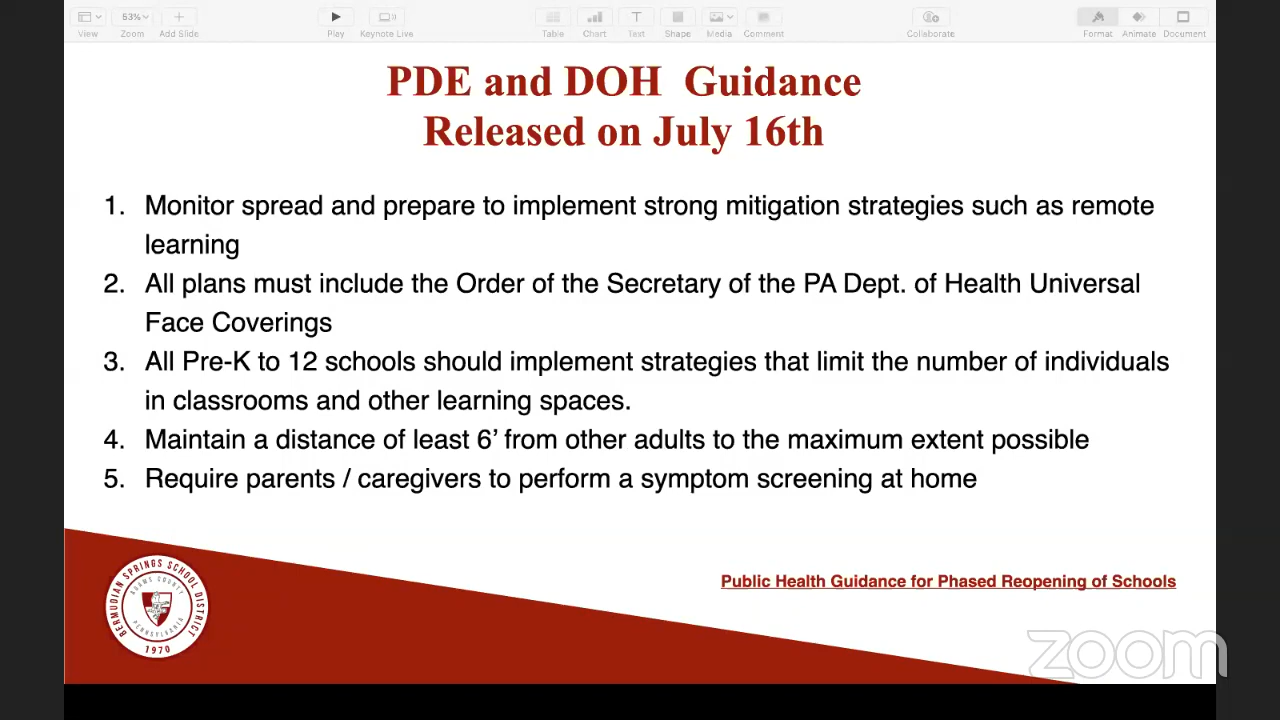 53%
View Zoom Add Slide Play Keynote Live Table Chart Text Shape Media Comment Collaborate Format Animate Document
PDE and DOH Guidance
Released on July 16th
1. Monitor spread and prepare to implement strong mitigation strategies such as remote
learning
2. All plans must include the Order of the Secretary of the PA Dept. of Health Universal
Face Coverings
3. All Pre-K to 12 schools should implement strategies that limit the number of individuals
in classrooms and other learning spaces.
4. Maintain a distance of least 6’ from other adults to the maximum extent possible
5. Require parents / caregivers to perform a symptom screening at home
BERMUDIAN SPRINGS SCHOOL DISTRICT
ADAMS COUNTY
PENNSYLVANIA
1970
Public Health Guidance for Phased Reopening of Schools
zoom